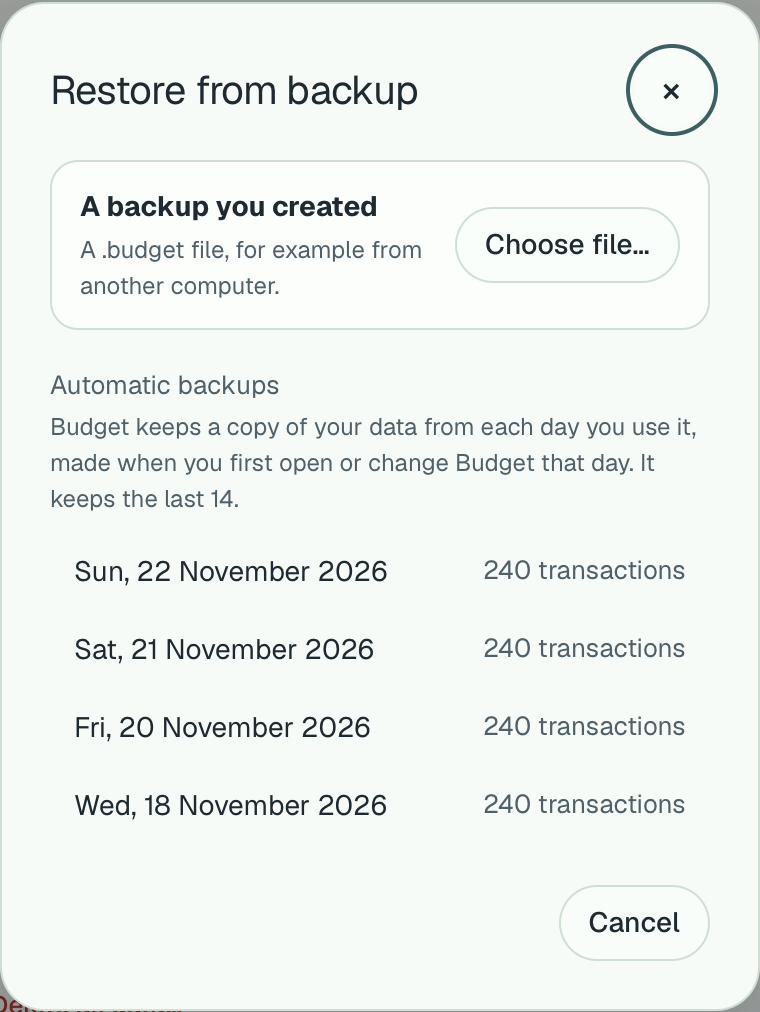 Restore from backup
×
A backup you created
A .budget file, for example from
another computer.
Choose file...
Automatic backups
Budget keeps a copy of your data from each day you use it,
made when you first open or change Budget that day. It
keeps the last 14.
Sun, 22 November 2026 240 transactions
Sat, 21 November 2026 240 transactions
Fri, 20 November 2026 240 transactions
Wed, 18 November 2026 240 transactions
Cancel